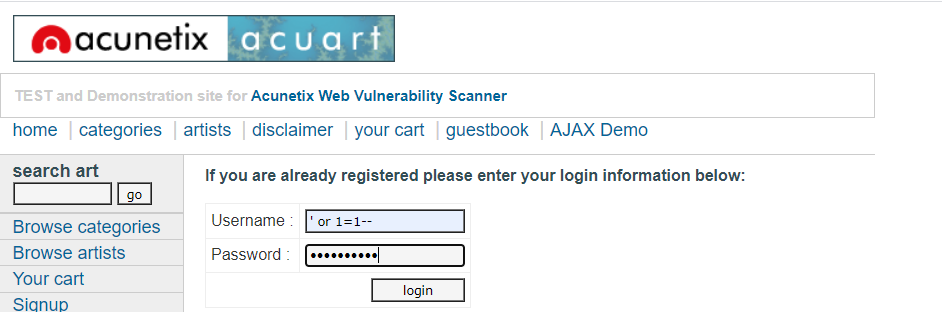 acunetix acuart
TEST and Demonstration site for Acunetix Web Vulnerability Scanner
home | categories | artists | disclaimer | your cart | guestbook | AJAX Demo
search art
go
Browse categories
Browse artists
Your cart
Signup
If you are already registered please enter your login information below:
Username : ' or 1=1--
Password : ••••••••••
login